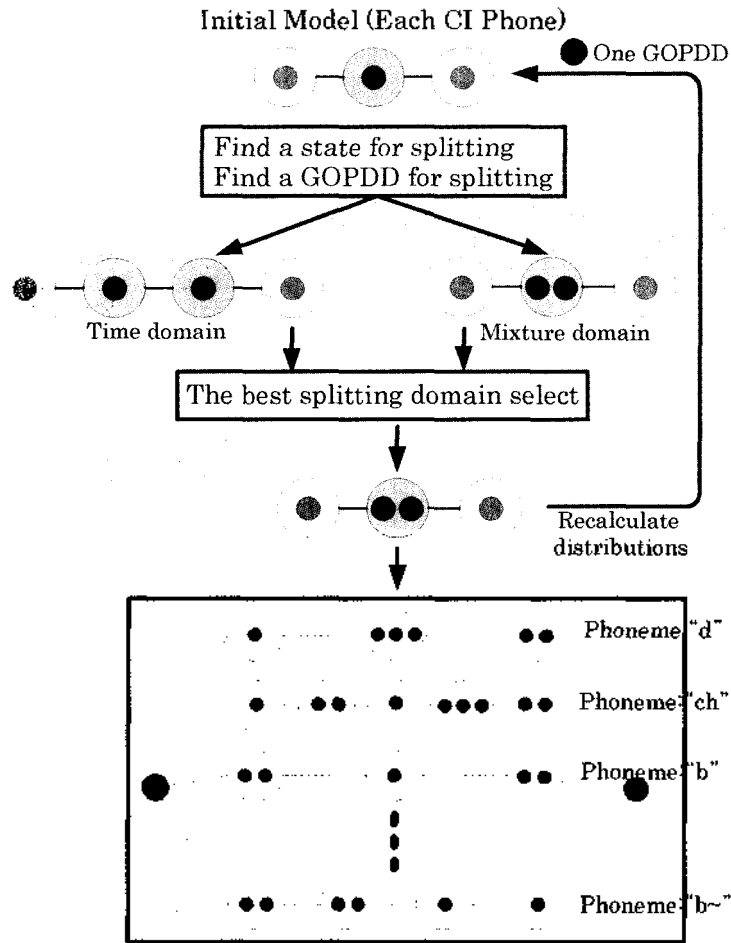 Initial Model (Each CI Phone)
One GOPDD
Find a state for splitting
Find a GOPDD for splitting
Time domain
Mixture domain
The best splitting domain select
Recalculate
distributions
Phoneme:"d"
Phoneme:"ch"
Phoneme:"b"
Phoneme:"b~"